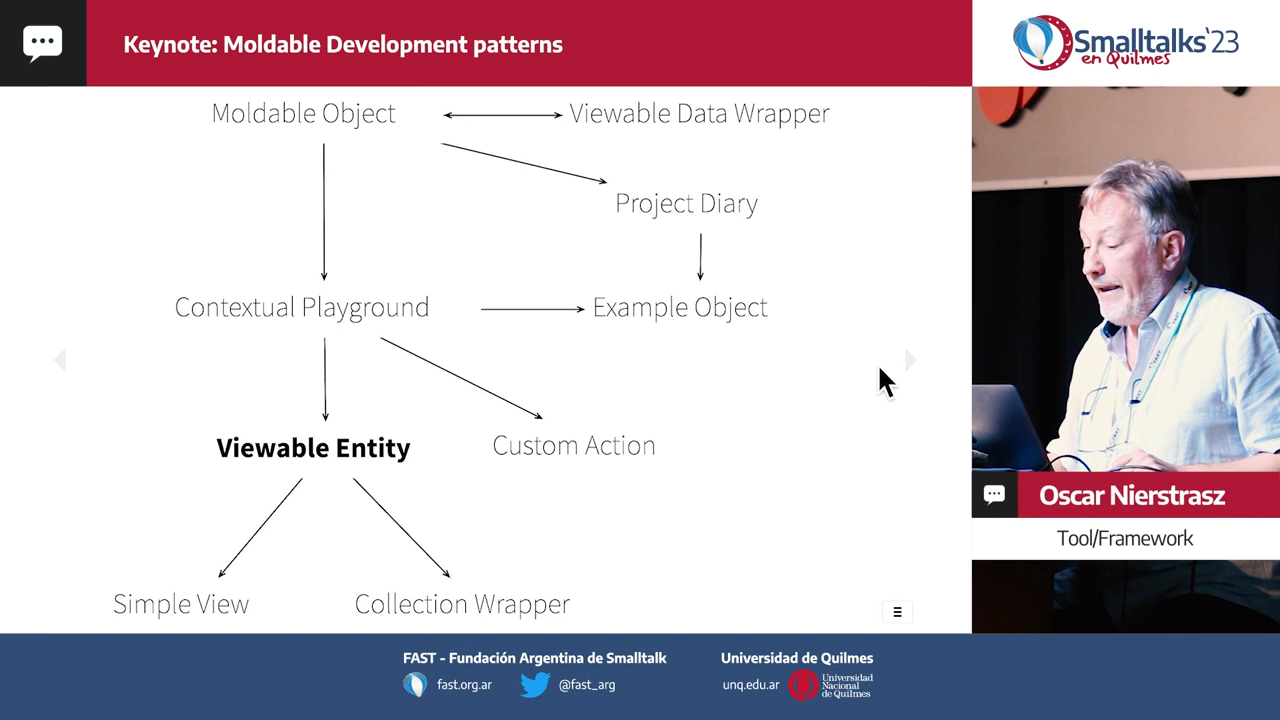 Keynote: Moldable Development patterns
Smalltalks'23
en Quilmes
Moldable Object
Viewable Data Wrapper
Project Diary
Contextual Playground
Example Object
Viewable Entity
Custom Action
Simple View
Collection Wrapper
Oscar Nierstrasz
Tool/Framework
FAST - Fundación Argentina de Smalltalk
fast.org.ar
@fast_arg
Universidad de Quilmes
unq.edu.ar
Universidad
Nacional
de Quilmes